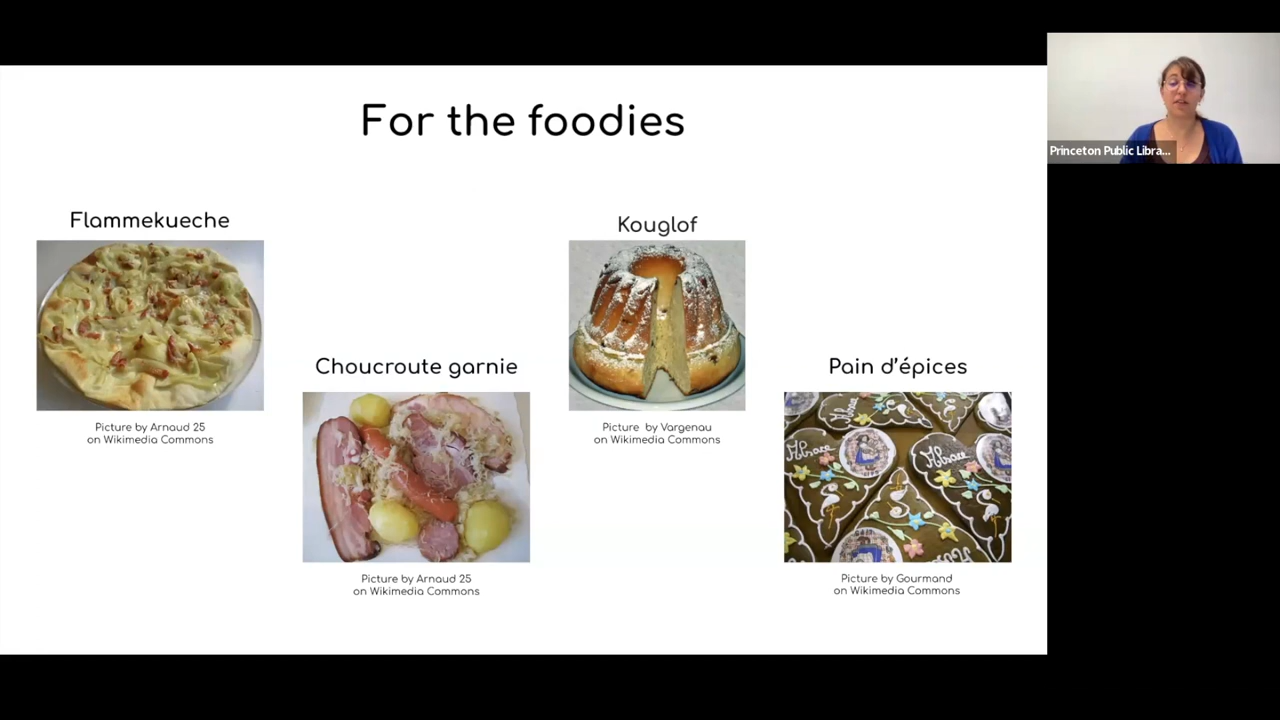 For the foodies
Flammekueche
Picture by Arnaud 25
on Wikimedia Commons
Choucroute garnie
Picture by Arnaud 25
on Wikimedia Commons
Kouglof
Picture by Vargenau
on Wikimedia Commons
Pain d'épices
Alsace
Alsace
Picture by Gourmand
on Wikimedia Commons
Princeton Public Libra...